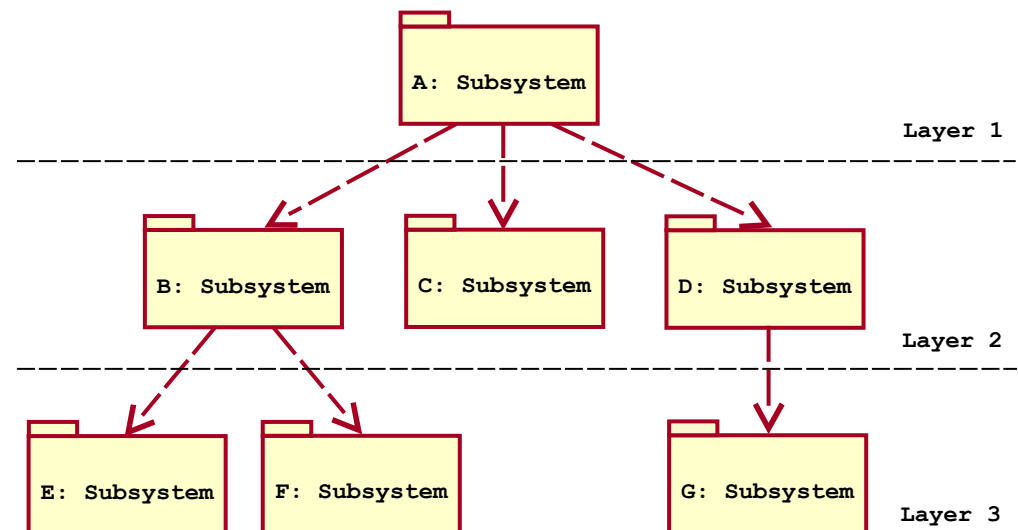 A: Subsystem
Layer 1
B: Subsystem
C: Subsystem
D: Subsystem
Layer 2
E: Subsystem
F: Subsystem
G: Subsystem
Layer 3